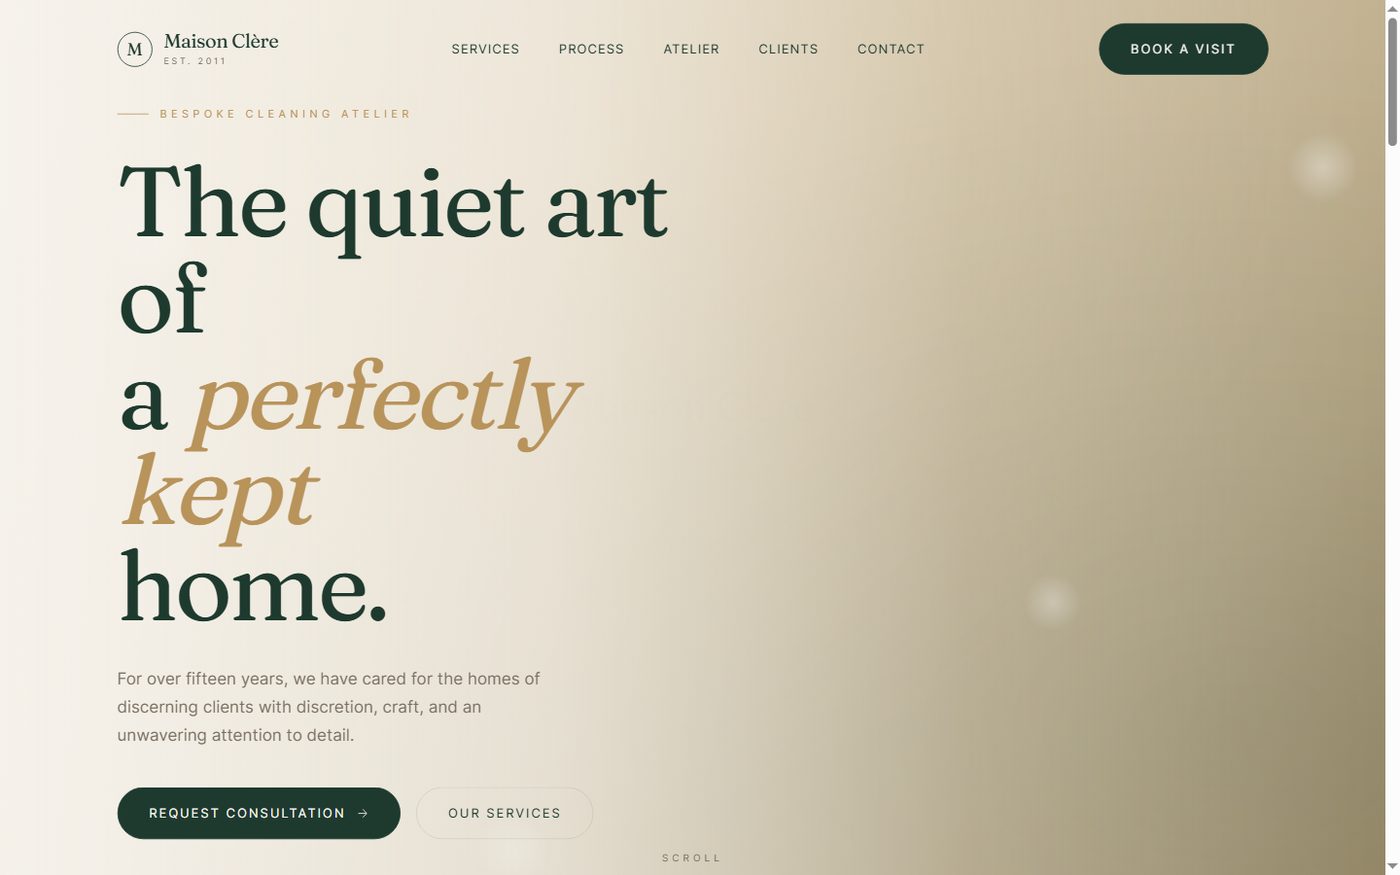 M
Maison Clère
EST. 2011
SERVICES PROCESS ATELIER CLIENTS CONTACT
BOOK A VISIT
BESPOKE CLEANING ATELIER
The quiet art
of
a perfectly
kept
home.
For over fifteen years, we have cared for the homes of
discerning clients with discretion, craft, and an
unwavering attention to detail.
REQUEST CONSULTATION →
OUR SERVICES
SCROLL